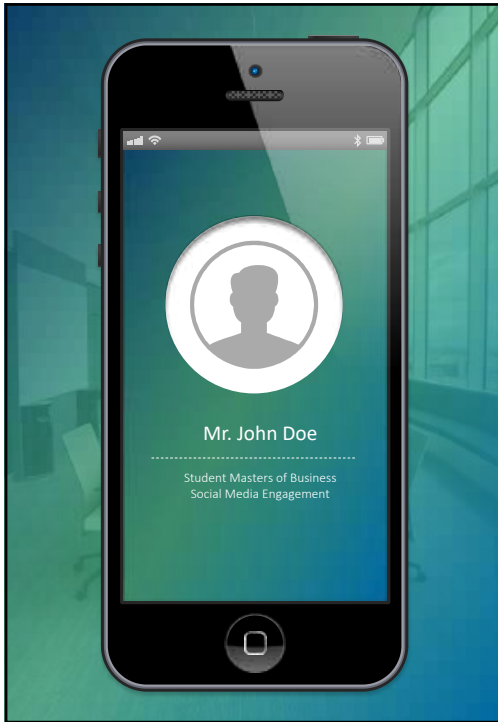 Mr. John Doe
Student Masters of Business
Social Media Engagement